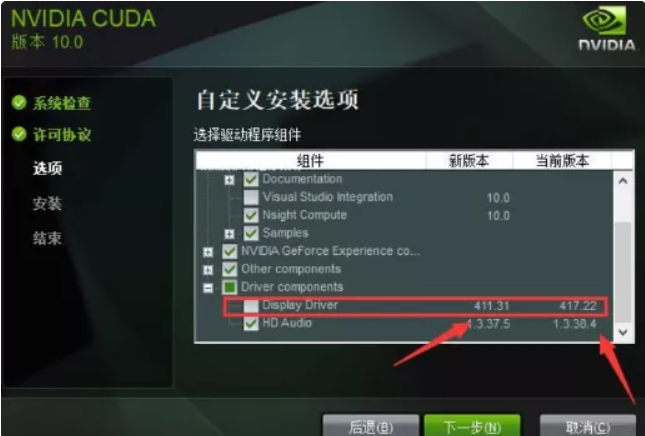 NVIDIA CUDA
版本 10.0
NVIDIA
系统检查
许可协议
选项
安装
结束
自定义安装选项
选择驱动程序组件
组件 新版本 当前版本
Documentation
Visual Studio Integration 10.0
Nsight Compute 10.0
Samples
NVIDIA GeForce Experience co...
Other components
Driver components
Display Driver 411.31 417.22
HD Audio 1.3.37.5 1.3.38.4
后退(B) 下一步(N) 取消(C)